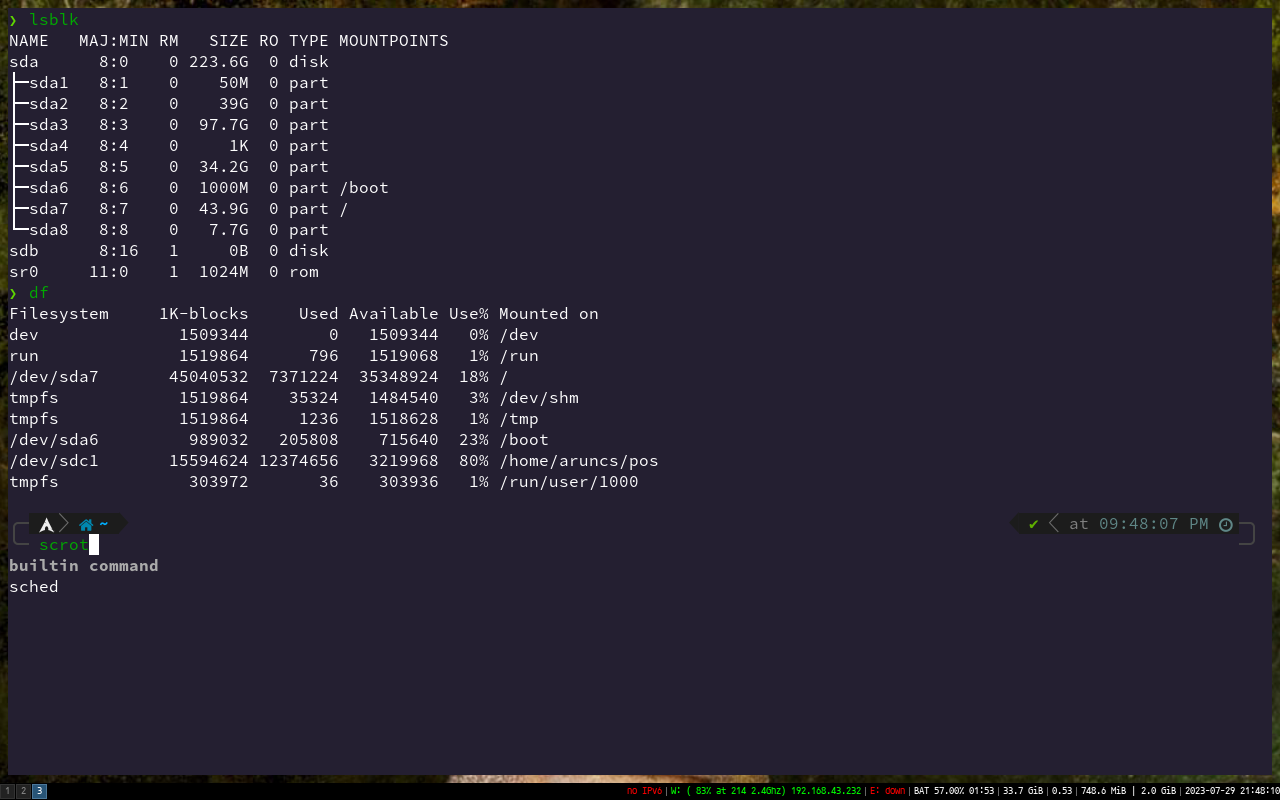 ❯ lsblk
NAME   MAJ:MIN RM   SIZE RO TYPE MOUNTPOINTS
sda      8:0    0 223.6G  0 disk
├─sda1   8:1    0    50M  0 part
├─sda2   8:2    0    39G  0 part
├─sda3   8:3    0  97.7G  0 part
├─sda4   8:4    0     1K  0 part
├─sda5   8:5    0  34.2G  0 part
├─sda6   8:6    0  1000M  0 part /boot
├─sda7   8:7    0  43.9G  0 part /
└─sda8   8:8    0   7.7G  0 part
sdb      8:16   1     0B  0 disk
sr0     11:0    1  1024M  0 rom
❯ df
Filesystem     1K-blocks     Used Available Use% Mounted on
dev              1509344        0   1509344   0% /dev
run              1519864      796   1519068   1% /run
/dev/sda7       45040532  7371224  35348924  18% /
tmpfs            1519864    35324   1484540   3% /dev/shm
tmpfs            1519864     1236   1518628   1% /tmp
/dev/sda6         989032   205808    715640  23% /boot
/dev/sdc1       15594624 12374656   3219968  80% /home/aruncs/pos
tmpfs             303972       36    303936   1% /run/user/1000
~ ✔ at 09:48:07 PM
scrot
builtin command
sched
1 2 3 no IPv6 | W: ( 83% at 214 2.4Ghz) 192.168.43.232 | E: down | BAT 57.00% 01:53 | 33.7 GiB | 0.53 | 748.6 MiB | 2.0 GiB | 2023-07-29 21:48:10